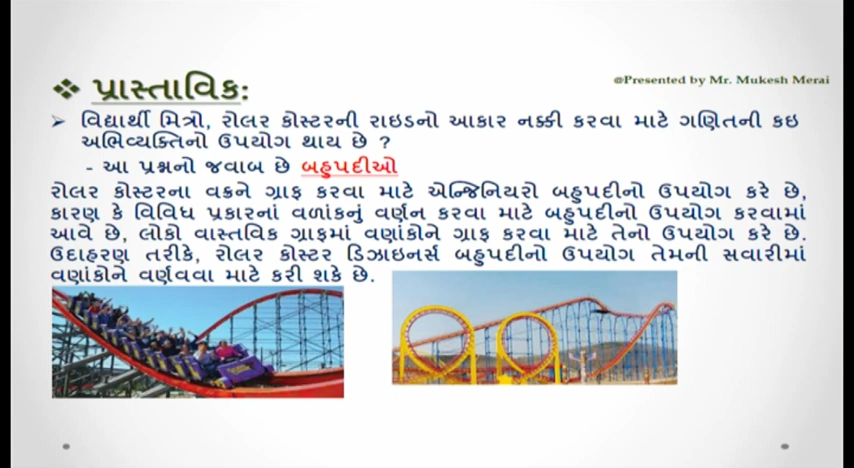 @Presented by Mr. Mukesh Merai
❖ પ્રાસ્તાવિક:
➢ વિદ્યાર્થી મિત્રો, રોલર કોસ્ટરની રાઇડનો આકાર નક્કી કરવા માટે ગણિતની કઇ
અભિવ્યક્તિનો ઉપયોગ થાય છે ?
- આ પ્રશ્નનો જવાબ છે બહુપદીઓ
રોલર કોસ્ટરના વક્રને ગ્રાફ કરવા માટે એન્જિનિયરો બહુપદીનો ઉપયોગ કરે છે,
કારણ કે વિવિધ પ્રકારનાં વળાંકનું વર્ણન કરવા માટે બહુપદીનો ઉપયોગ કરવામાં
આવે છે, લોકો વાસ્તવિક ગ્રાફમાં વણાંકોને ગ્રાફ કરવા માટે તેનો ઉપયોગ કરે છે.
ઉદાહરણ તરીકે, રોલર કોસ્ટર ડિઝાઇનર્સ બહુપદીનો ઉપયોગ તેમની સવારીમાં
વણાંકોને વર્ણવવા માટે કરી શકે છે.